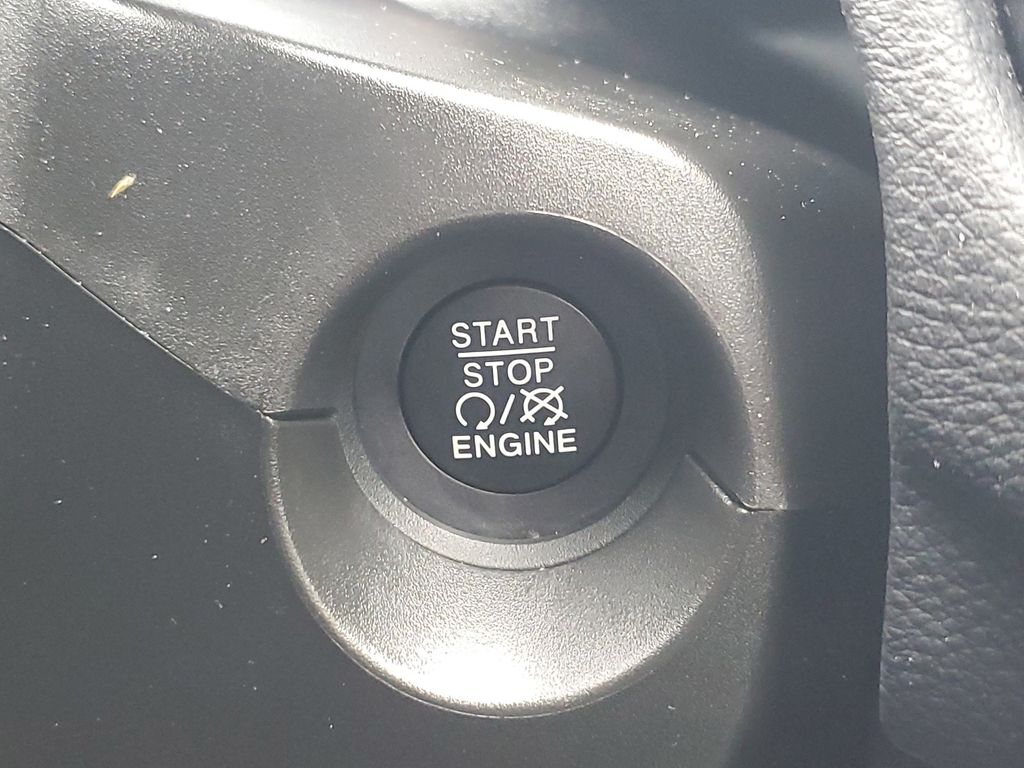 START
STOP
/
ENGINE